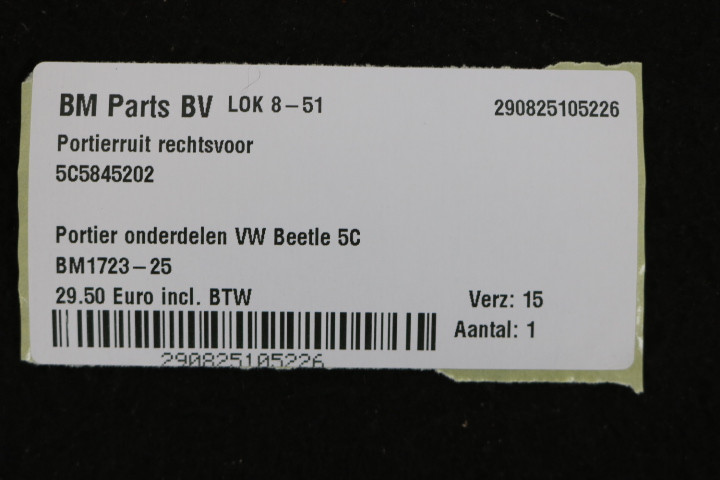 BM Parts BV LOK 8-51 290825105226
Portierruit rechtsvoor
5C5845202
Portier onderdelen VW Beetle 5C
BM1723-25
29.50 Euro incl. BTW Verz: 15
Aantal: 1
290825105226